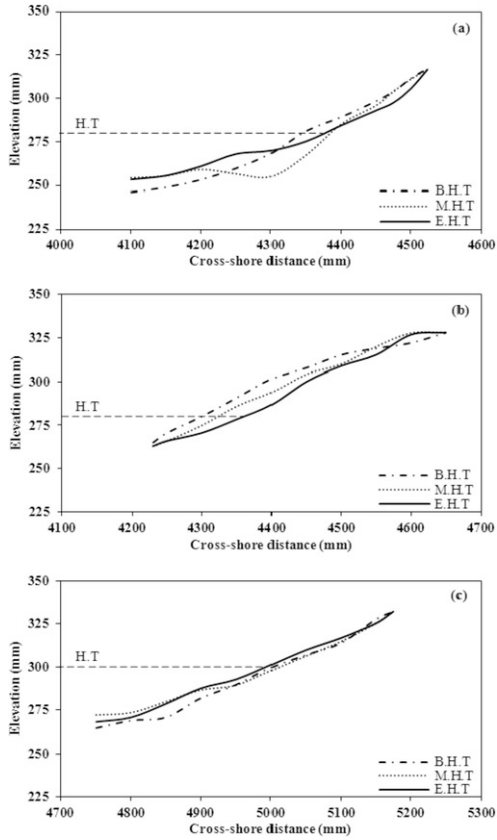 350
(a)
325
300
H.T
275
250
225
B.H.T
M.H.T
E.H.T
4000 4100 4200 4300 4400 4500 4600
Cross-shore distance (mm)
Elevation (mm)
350
(b)
325
300
H.T
275
250
225
B.H.T
M.H.T
E.H.T
4100 4200 4300 4400 4500 4600 4700
Cross-shore distance (mm)
Elevation (mm)
350
(c)
325
H.T
300
275
250
225
B.H.T
M.H.T
E.H.T
4700 4800 4900 5000 5100 5200 5300
Cross-shore distance (mm)
Elevation (mm)